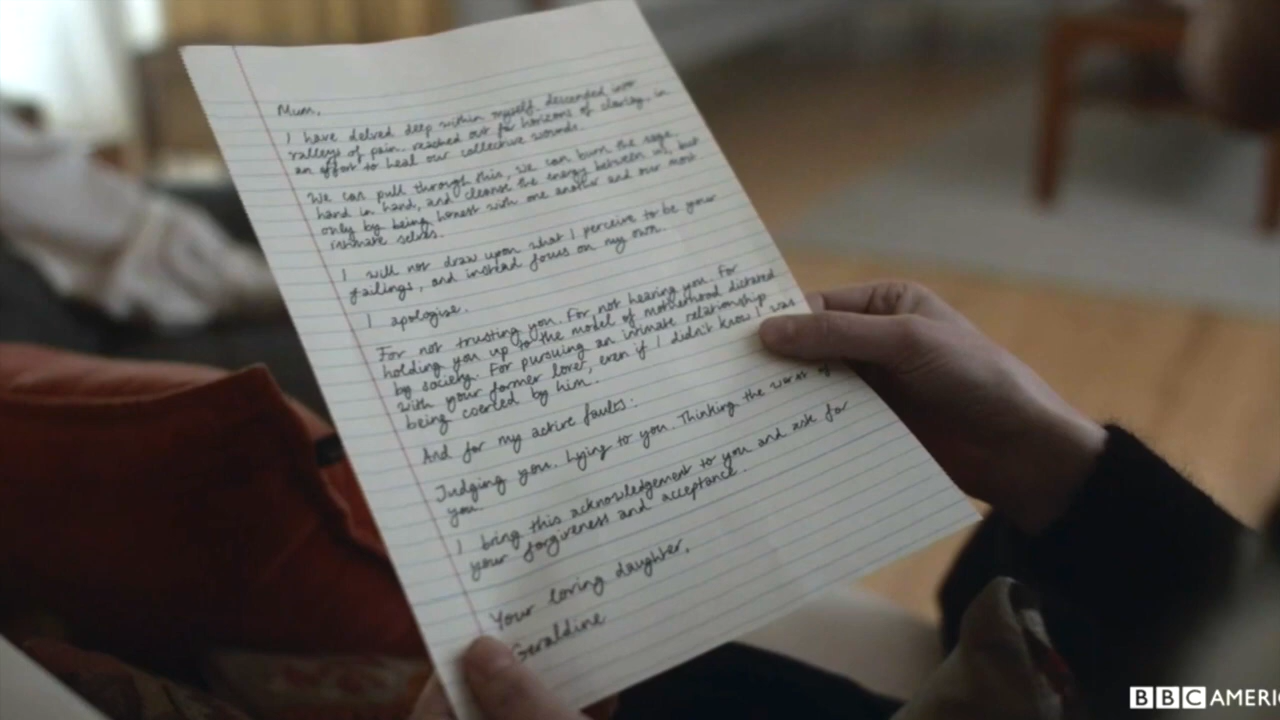 Mum,
I have delved deep within myself, descended into
valleys of pain, reached out for horizons of clarity, in
an effort to heal our collective wounds.
We can pull through this, we can burn the sage,
hand in hand, and cleanse the energy between us, but
only by being honest with one another and our most
intimate selves.
I will not draw upon what I perceive to be your
failings, and instead focus on my own.
I apologise.
For not trusting you. For not hearing you. For
holding you up to the model of motherhood dictated
by society. For pursuing an intimate relationship
with your former lover, even if I didn't know I was
being coerced by him.
And for my active faults:
Judging you. Lying to you. Thinking the worst of
you.
I bring this acknowledgement to you and ask for
your forgiveness and acceptance.
Your loving daughter,
Geraldine
BBC AMERIC